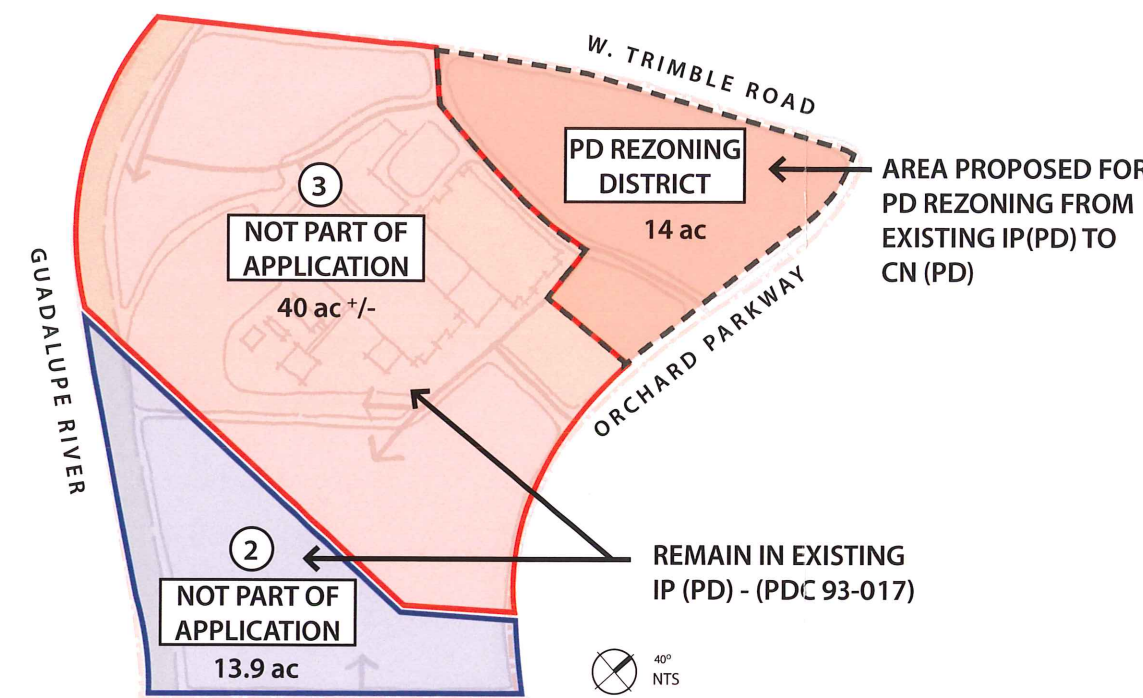 W. TRIMBLE ROAD
PD REZONING
DISTRICT
14 ac
AREA PROPOSED FOR
PD REZONING FROM
EXISTING IP(PD) TO
CN (PD)
3
NOT PART OF
APPLICATION
40 ac +/-
GUADALUPE RIVER
ORCHARD PARKWAY
2
NOT PART OF
APPLICATION
13.9 ac
REMAIN IN EXISTING
IP (PD) - (PDC 93-017)
40º
NTS